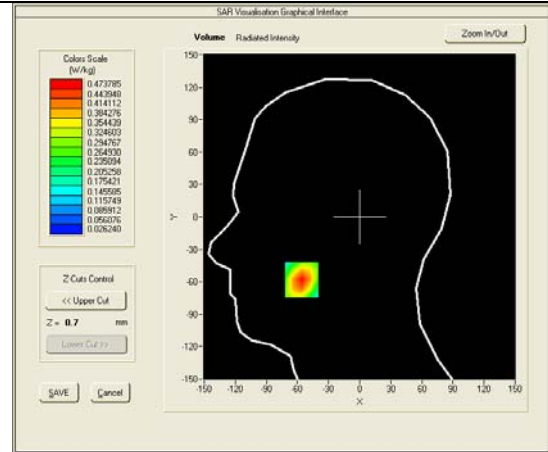 SAR Visualisation Graphical Interface
Volume Radiated Intensity
Zoom In/Out
Colors Scale
(W/kg)
0.473785
0.443948
0.414112
0.384276
0.354439
0.324603
0.294767
0.264930
0.235094
0.205258
0.175421
0.145585
0.115749
0.085912
0.056076
0.026240
Z Cuts Control
<< Upper Cut
Z = 0.7 mm
Lower Cut >>
SAVE Cancel
150
120
90
60
30
0
-30
-60
-90
-120
-150
Y
-150 -120 -90 -60 -30 0 30 60 90 120 150
X